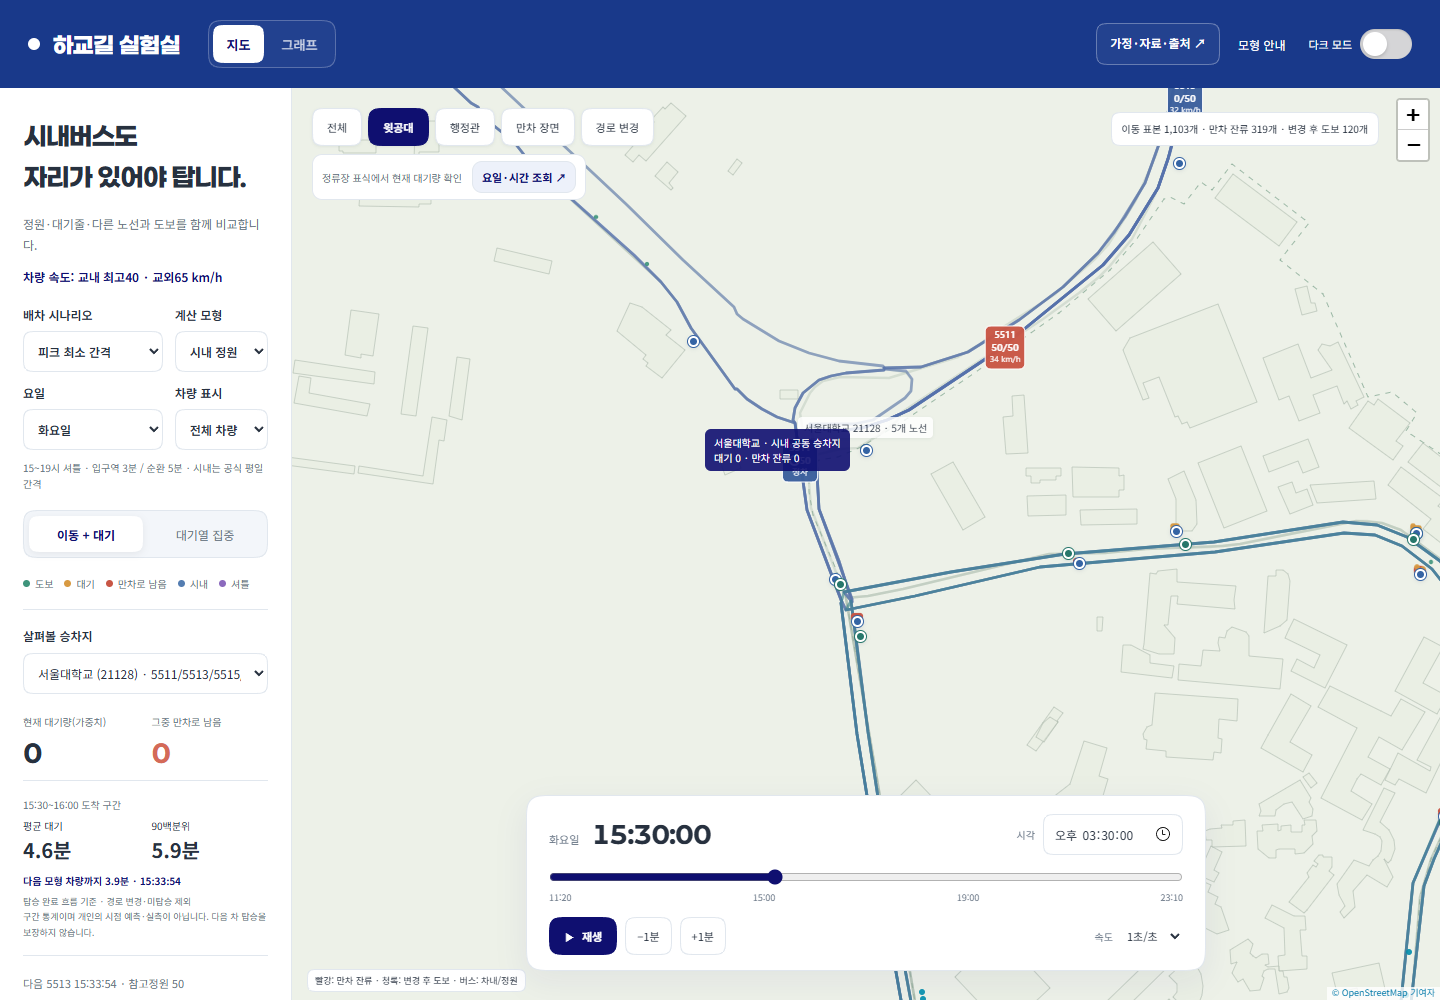 하교길 실험실
지도
그래프
가정·자료·출처 ↗
모형 안내
다크 모드
시내버스도
자리가 있어야 탑니다.
정원·대기줄·다른 노선과 도보를 함께 비교합니
다.
차량 속도: 교내 최고40 · 교외65 km/h
배차 시나리오
계산 모형
피크 최소 간격
시내 정원
요일
차량 표시
화요일
전체 차량
15~19시 셔틀 · 입구역 3분 / 순환 5분 · 시내는 공식 평일
간격
이동 + 대기
대기열 집중
도보
대기
만차로 남음
시내
셔틀
살펴볼 승차지
서울대학교 (21128) · 5511/5513/5515
현재 대기량(가중치)
그중 만차로 남음
0
0
15:30~16:00 도착 구간
평균 대기
90백분위
4.6분
5.9분
다음 모형 차량까지 3.9분 · 15:33:54
탑승 완료 흐름 기준 · 경로 변경·미탑승 제외
구간 통계이며 개인의 시점 예측·실측이 아닙니다. 다음 차 탑승을
보장하지 않습니다.
다음 5513 15:33:54 · 참고정원 50
전체
윗공대
행정관
만차 장면
경로 변경
정류장 표식에서 현재 대기량 확인
요일·시간 조회 ↗
0/50
32 km/h
이동 표본 1,103개 · 만차 잔류 319개 · 변경 후 도보 120개
+
−
5511
50/50
34 km/h
서울대학교 21128 · 5개 노선
서울대학교 · 시내 공동 승차지
대기 0 · 만차 잔류 0
정차
화요일
15:30:00
시각
오후 03:30:00
11:20
15:00
19:00
23:10
▶ 재생
−1분
+1분
속도
1초/초
빨강: 만차 잔류 · 청록: 변경 후 도보 · 버스: 차내/정원
© OpenStreetMap 기여자